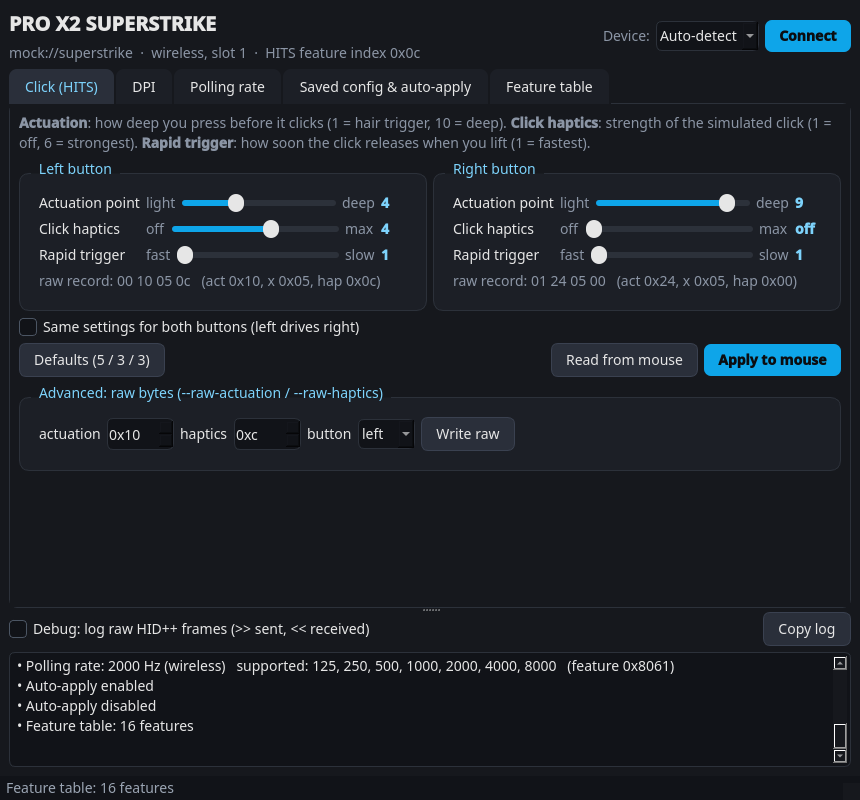 PRO X2 SUPERSTRIKE
mock://superstrike · wireless, slot 1 · HITS feature index 0x0c
Device: Auto-detect Connect
Click (HITS) DPI Polling rate Saved config & auto-apply Feature table
Actuation: how deep you press before it clicks (1 = hair trigger, 10 = deep). Click haptics: strength of the simulated click (1 =
off, 6 = strongest). Rapid trigger: how soon the click releases when you lift (1 = fastest).
Left button
Actuation point light deep 4
Click haptics off max 4
Rapid trigger fast slow 1
raw record: 00 10 05 0c (act 0x10, x 0x05, hap 0x0c)
Right button
Actuation point light deep 9
Click haptics off max off
Rapid trigger fast slow 1
raw record: 01 24 05 00 (act 0x24, x 0x05, hap 0x00)
Same settings for both buttons (left drives right)
Defaults (5 / 3 / 3) Read from mouse Apply to mouse
Advanced: raw bytes (--raw-actuation / --raw-haptics)
actuation 0x10 haptics 0xc button left Write raw
Debug: log raw HID++ frames (>> sent, << received) Copy log
• Polling rate: 2000 Hz (wireless) supported: 125, 250, 500, 1000, 2000, 4000, 8000 (feature 0x8061)
• Auto-apply enabled
• Auto-apply disabled
• Feature table: 16 features
Feature table: 16 features